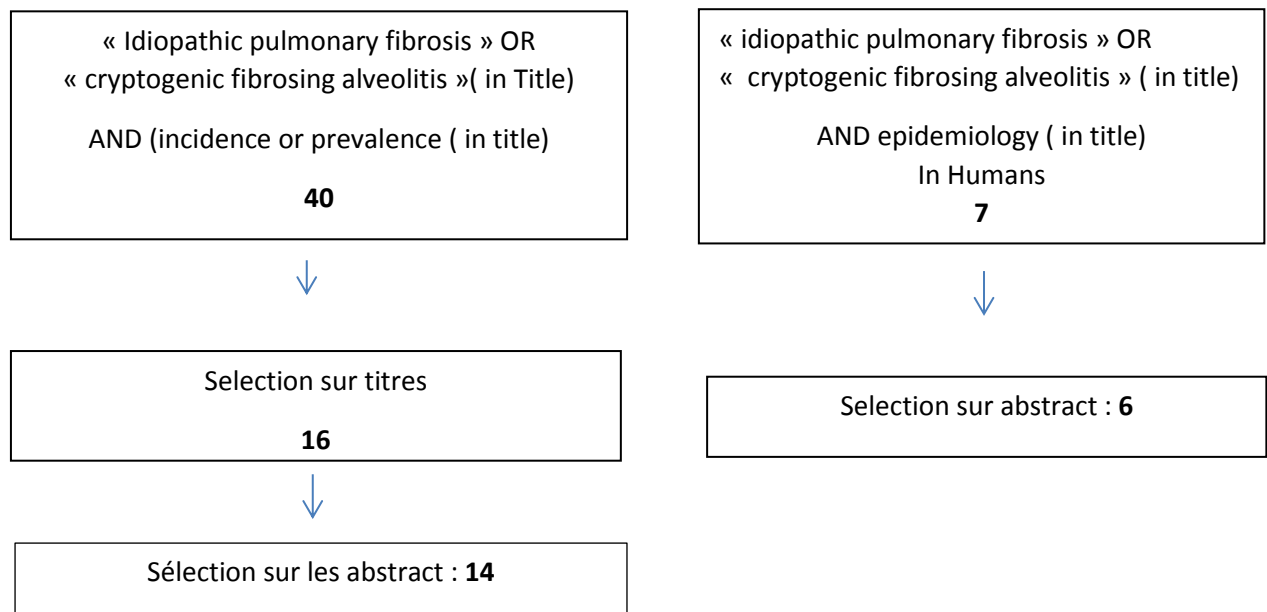 « Idiopathic pulmonary fibrosis » OR
« cryptogenic fibrosing alveolitis »( in Title)
AND (incidence or prevalence ( in title)
40
Selection sur titres
16
Sélection sur les abstract : 14
« idiopathic pulmonary fibrosis » OR
« cryptogenic fibrosing alveolitis » ( in title)
AND epidemiology ( in title)
In Humans
7
Selection sur abstract : 6